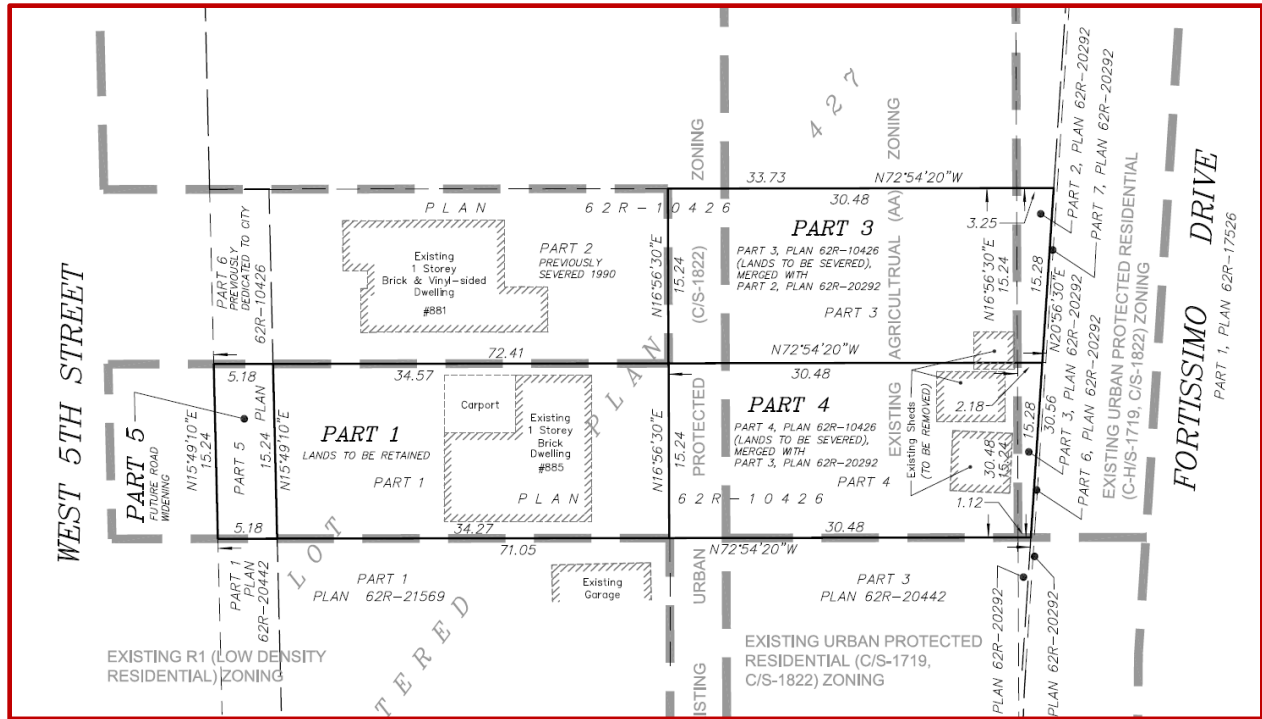 WEST 5TH STREET
PART 6
PREVIOUSLY
DEDICATED TO CITY
62R-10426
PLAN 62R-10426
Existing
1 Storey
Brick & Vinyl-sided
Dwelling
#881
PART 2
PREVIOUSLY
SEVERED 1990
N16°56'30"E
15.24
72.41
427
ZONING
(C/S-1822)
PROTECTED
URBAN
ISTING
ZONING
AGRICULTRUAL (AA)
EXISTING
33.73
N72°54'20"W
30.48
3.25
PART 3
PART 3, PLAN 62R-10426
(LANDS TO BE SEVERED),
MERGED WITH
PART 2, PLAN 62R-20292
PART 3
N16°56'30"E
15.24
15.28
N20°56'30"E
30.56
N72°54'20"W
PART 2, PLAN 62R-20292
PART 7, PLAN 62R-20292
EXISTING URBAN PROTECTED RESIDENTIAL
(C-H/S-1719, C/S-1822) ZONING
FORTISSIMO DRIVE
PART 1, PLAN 62R-17526
5.18
34.57
PART 5
FUTURE ROAD
WIDENING
N15°49'10"E
15.24
PART 5
PLAN
15.24
N15°49'10"E
5.18
PART 1
LANDS TO BE RETAINED
PART 1
Carport
Existing
1 Storey
Brick
Dwelling
#885
PLAN
PLAN
34.27
71.05
N16°56'30"E
15.24
30.48
PART 4
PART 4, PLAN 62R-10426
(LANDS TO BE SEVERED),
MERGED WITH
PART 3, PLAN 62R-20292
PART 4
62R-10426
Existing Sheds
(TO BE REMOVED)
2.18
30.48
15.24
15.28
1.12
30.48
N72°54'20"W
PART 3, PLAN 62R-20292
PART 6, PLAN 62R-20292
LOT
TERED
PART 1
PLAN
62R-20442
PART 1
PLAN 62R-21569
Existing
Garage
PART 3
PLAN 62R-20442
PLAN 62R-20292
PLAN 62R-20292
EXISTING R1 (LOW DENSITY
RESIDENTIAL) ZONING
EXISTING URBAN PROTECTED
RESIDENTIAL (C/S-1719,
C/S-1822) ZONING